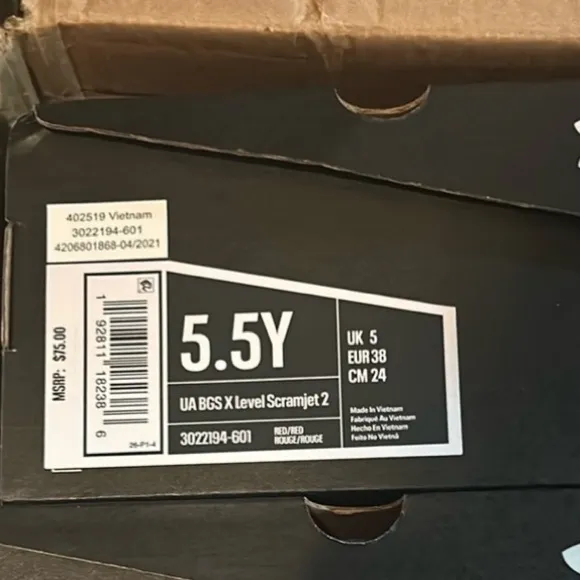 402519 Vietnam
3022194-601
4206801868-04/2021
MSRP: $75.00
1 92811 18238 6
26-P1-4
5.5Y
UA BGS X Level Scramjet 2
3022194-601
RED/RED
ROUGE/ROUGE
UK 5
EUR 38
CM 24
Made In Vietnam
Fabriqué Au Vietnam
Hecho En Vietnam
Feito No Vietnã